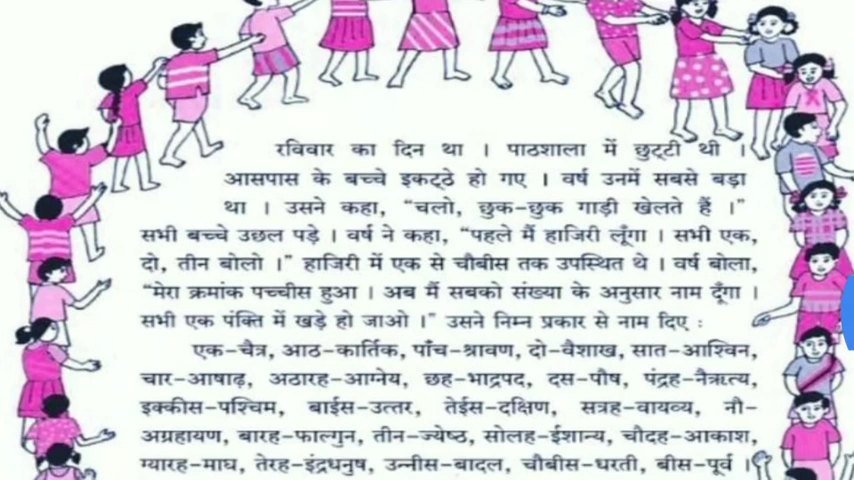 रविवार का दिन था । पाठशाला में छुट्टी थी ।
आसपास के बच्चे इकट्ठे हो गए । वर्ष उनमें सबसे बड़ा
था । उसने कहा, “चलो, छुक-छुक गाड़ी खेलते हैं ।”
सभी बच्चे उछल पड़े । वर्ष ने कहा, “पहले मैं हाजिरी लूँगा । सभी एक,
दो, तीन बोलो ।” हाजिरी में एक से चौबीस तक उपस्थित थे । वर्ष बोला,
“मेरा क्रमांक पच्चीस हुआ । अब मैं सबको संख्या के अनुसार नाम दूँगा ।
सभी एक पंक्ति में खड़े हो जाओ ।” उसने निम्न प्रकार से नाम दिए :
एक-चैत्र, आठ-कार्तिक, पाँच-श्रावण, दो-वैशाख, सात-आश्विन,
चार-आषाढ़, अठारह-आग्नेय, छह-भाद्रपद, दस-पौष, पंद्रह-नैऋत्य,
इक्कीस-पश्चिम, बाईस-उत्तर, तेईस-दक्षिण, सत्रह-वायव्य, नौ-
अग्रहायण, बारह-फाल्गुन, तीन-ज्येष्ठ, सोलह-ईशान्य, चौदह-आकाश,
ग्यारह-माघ, तेरह-इंद्रधनुष, उन्नीस-बादल, चौबीस-धरती, बीस-पूर्व ।